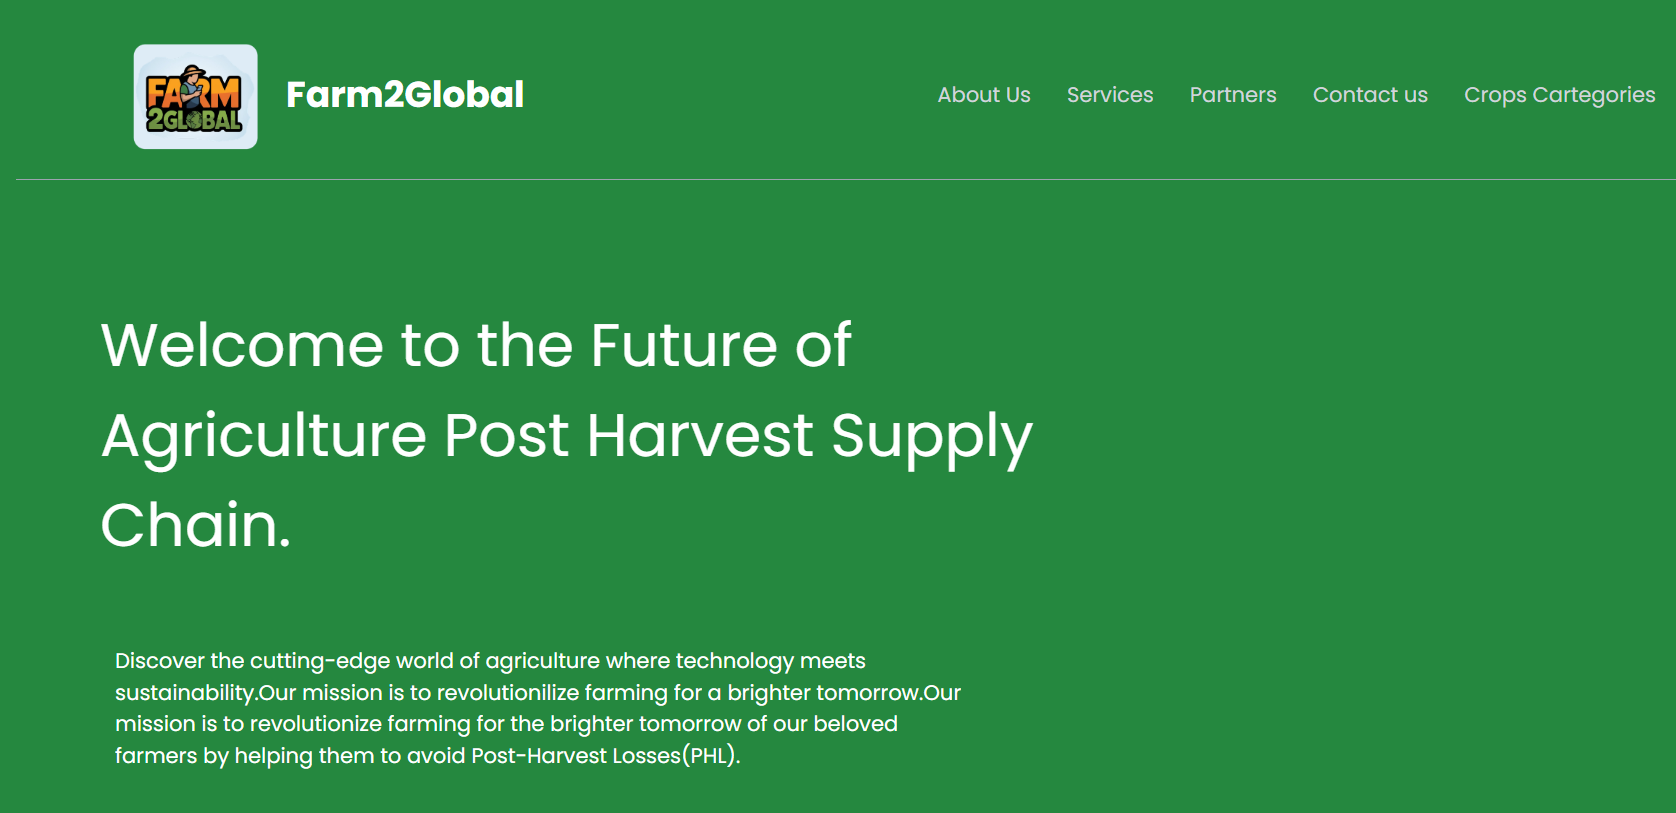 FARM
2GLOBAL
Farm2Global
About Us
Services
Partners
Contact us
Crops Cartegories
Welcome to the Future of
Agriculture Post Harvest Supply
Chain.
Discover the cutting-edge world of agriculture where technology meets
sustainability.Our mission is to revolutionilize farming for a brighter tomorrow.Our
mission is to revolutionize farming for the brighter tomorrow of our beloved
farmers by helping them to avoid Post-Harvest Losses(PHL).